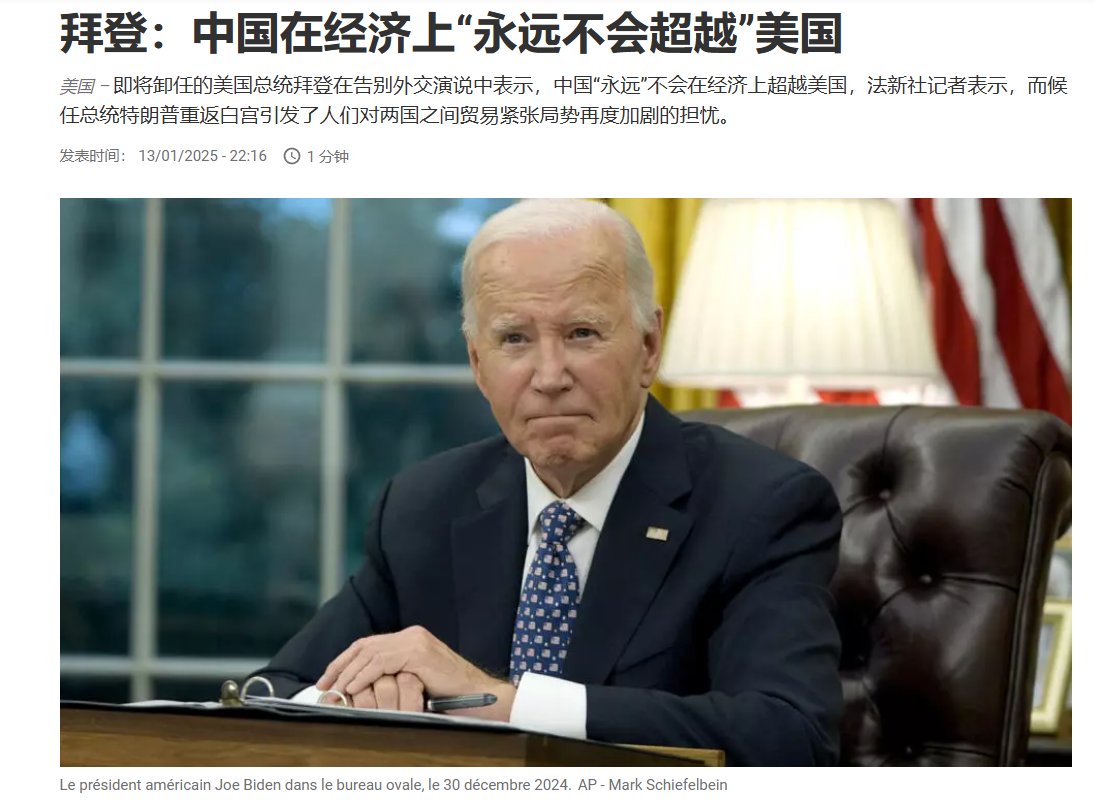 拜登：中国在经济上“永远不会超越”美国
美国 – 即将卸任的美国总统拜登在告别外交演说中表示，中国“永远”不会在经济上超越美国，法新社记者表示，而候
任总统特朗普重返白宫引发了人们对两国之间贸易紧张局势再度加剧的担忧。
发表时间： 13/01/2025 - 22:16 1 分钟
Le président américain Joe Biden dans le bureau ovale, le 30 décembre 2024. AP - Mark Schiefelbein